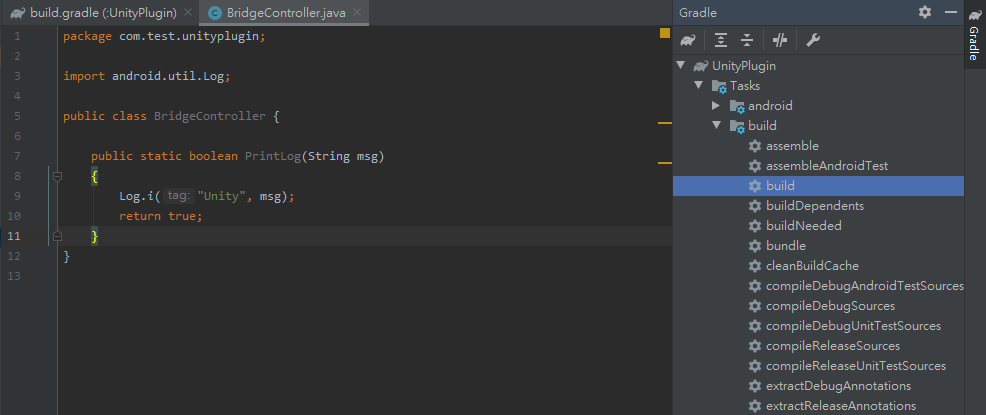 build.gradle (:UnityPlugin)
BridgeController.java
1 package com.test.unityplugin;
2
3 import android.util.Log;
4
5 public class BridgeController {
6
7 public static boolean PrintLog(String msg)
8 {
9 Log.i( tag: "Unity", msg);
10 return true;
11 }
12 }
13
Gradle
UnityPlugin
Tasks
android
build
assemble
assembleAndroidTest
build
buildDependents
buildNeeded
bundle
cleanBuildCache
compileDebugAndroidTestSources
compileDebugSources
compileDebugUnitTestSources
compileReleaseSources
compileReleaseUnitTestSources
extractDebugAnnotations
extractReleaseAnnotations
Gradle